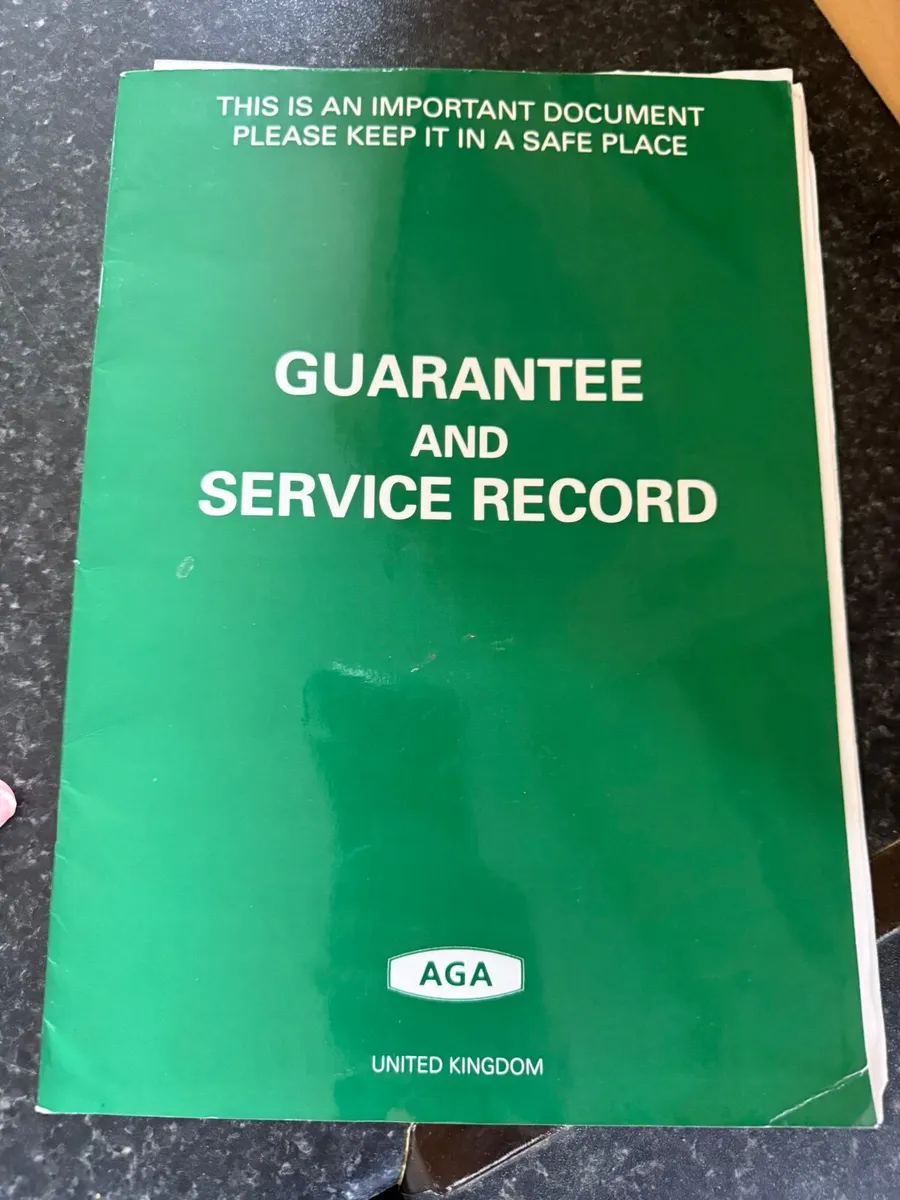 THIS IS AN IMPORTANT DOCUMENT
PLEASE KEEP IT IN A SAFE PLACE
GUARANTEE
AND
SERVICE RECORD
AGA
UNITED KINGDOM